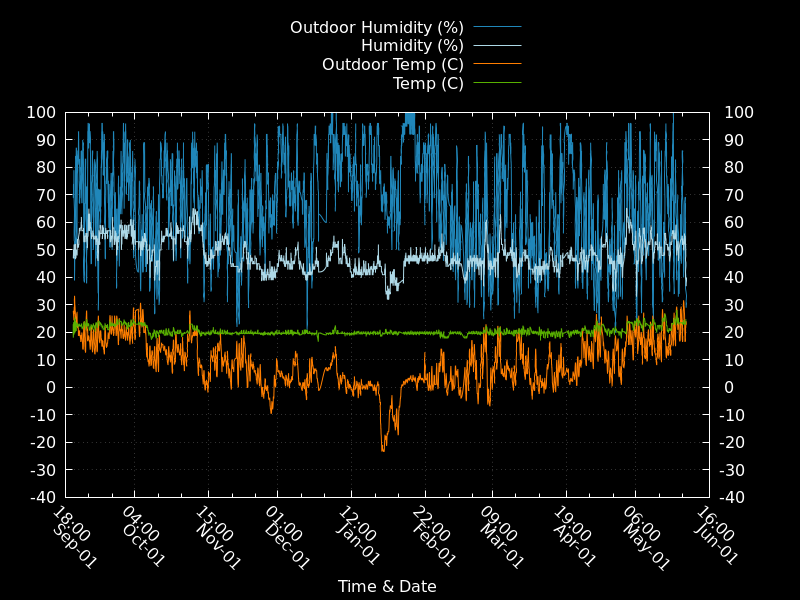 Outdoor Humidity (%)
Humidity (%)
Outdoor Temp (C)
Temp (C)
100 100
90 90
80 80
70 70
60 60
50 50
40 40
30 30
20 20
10 10
0 0
-10 -10
-20 -20
-30 -30
-40 -40
18:00
Sep-01
04:00
Oct-01
15:00
Nov-01
01:00
Dec-01
12:00
Jan-01
22:00
Feb-01
09:00
Mar-01
19:00
Apr-01
06:00
May-01
16:00
Jun-01
Time & Date